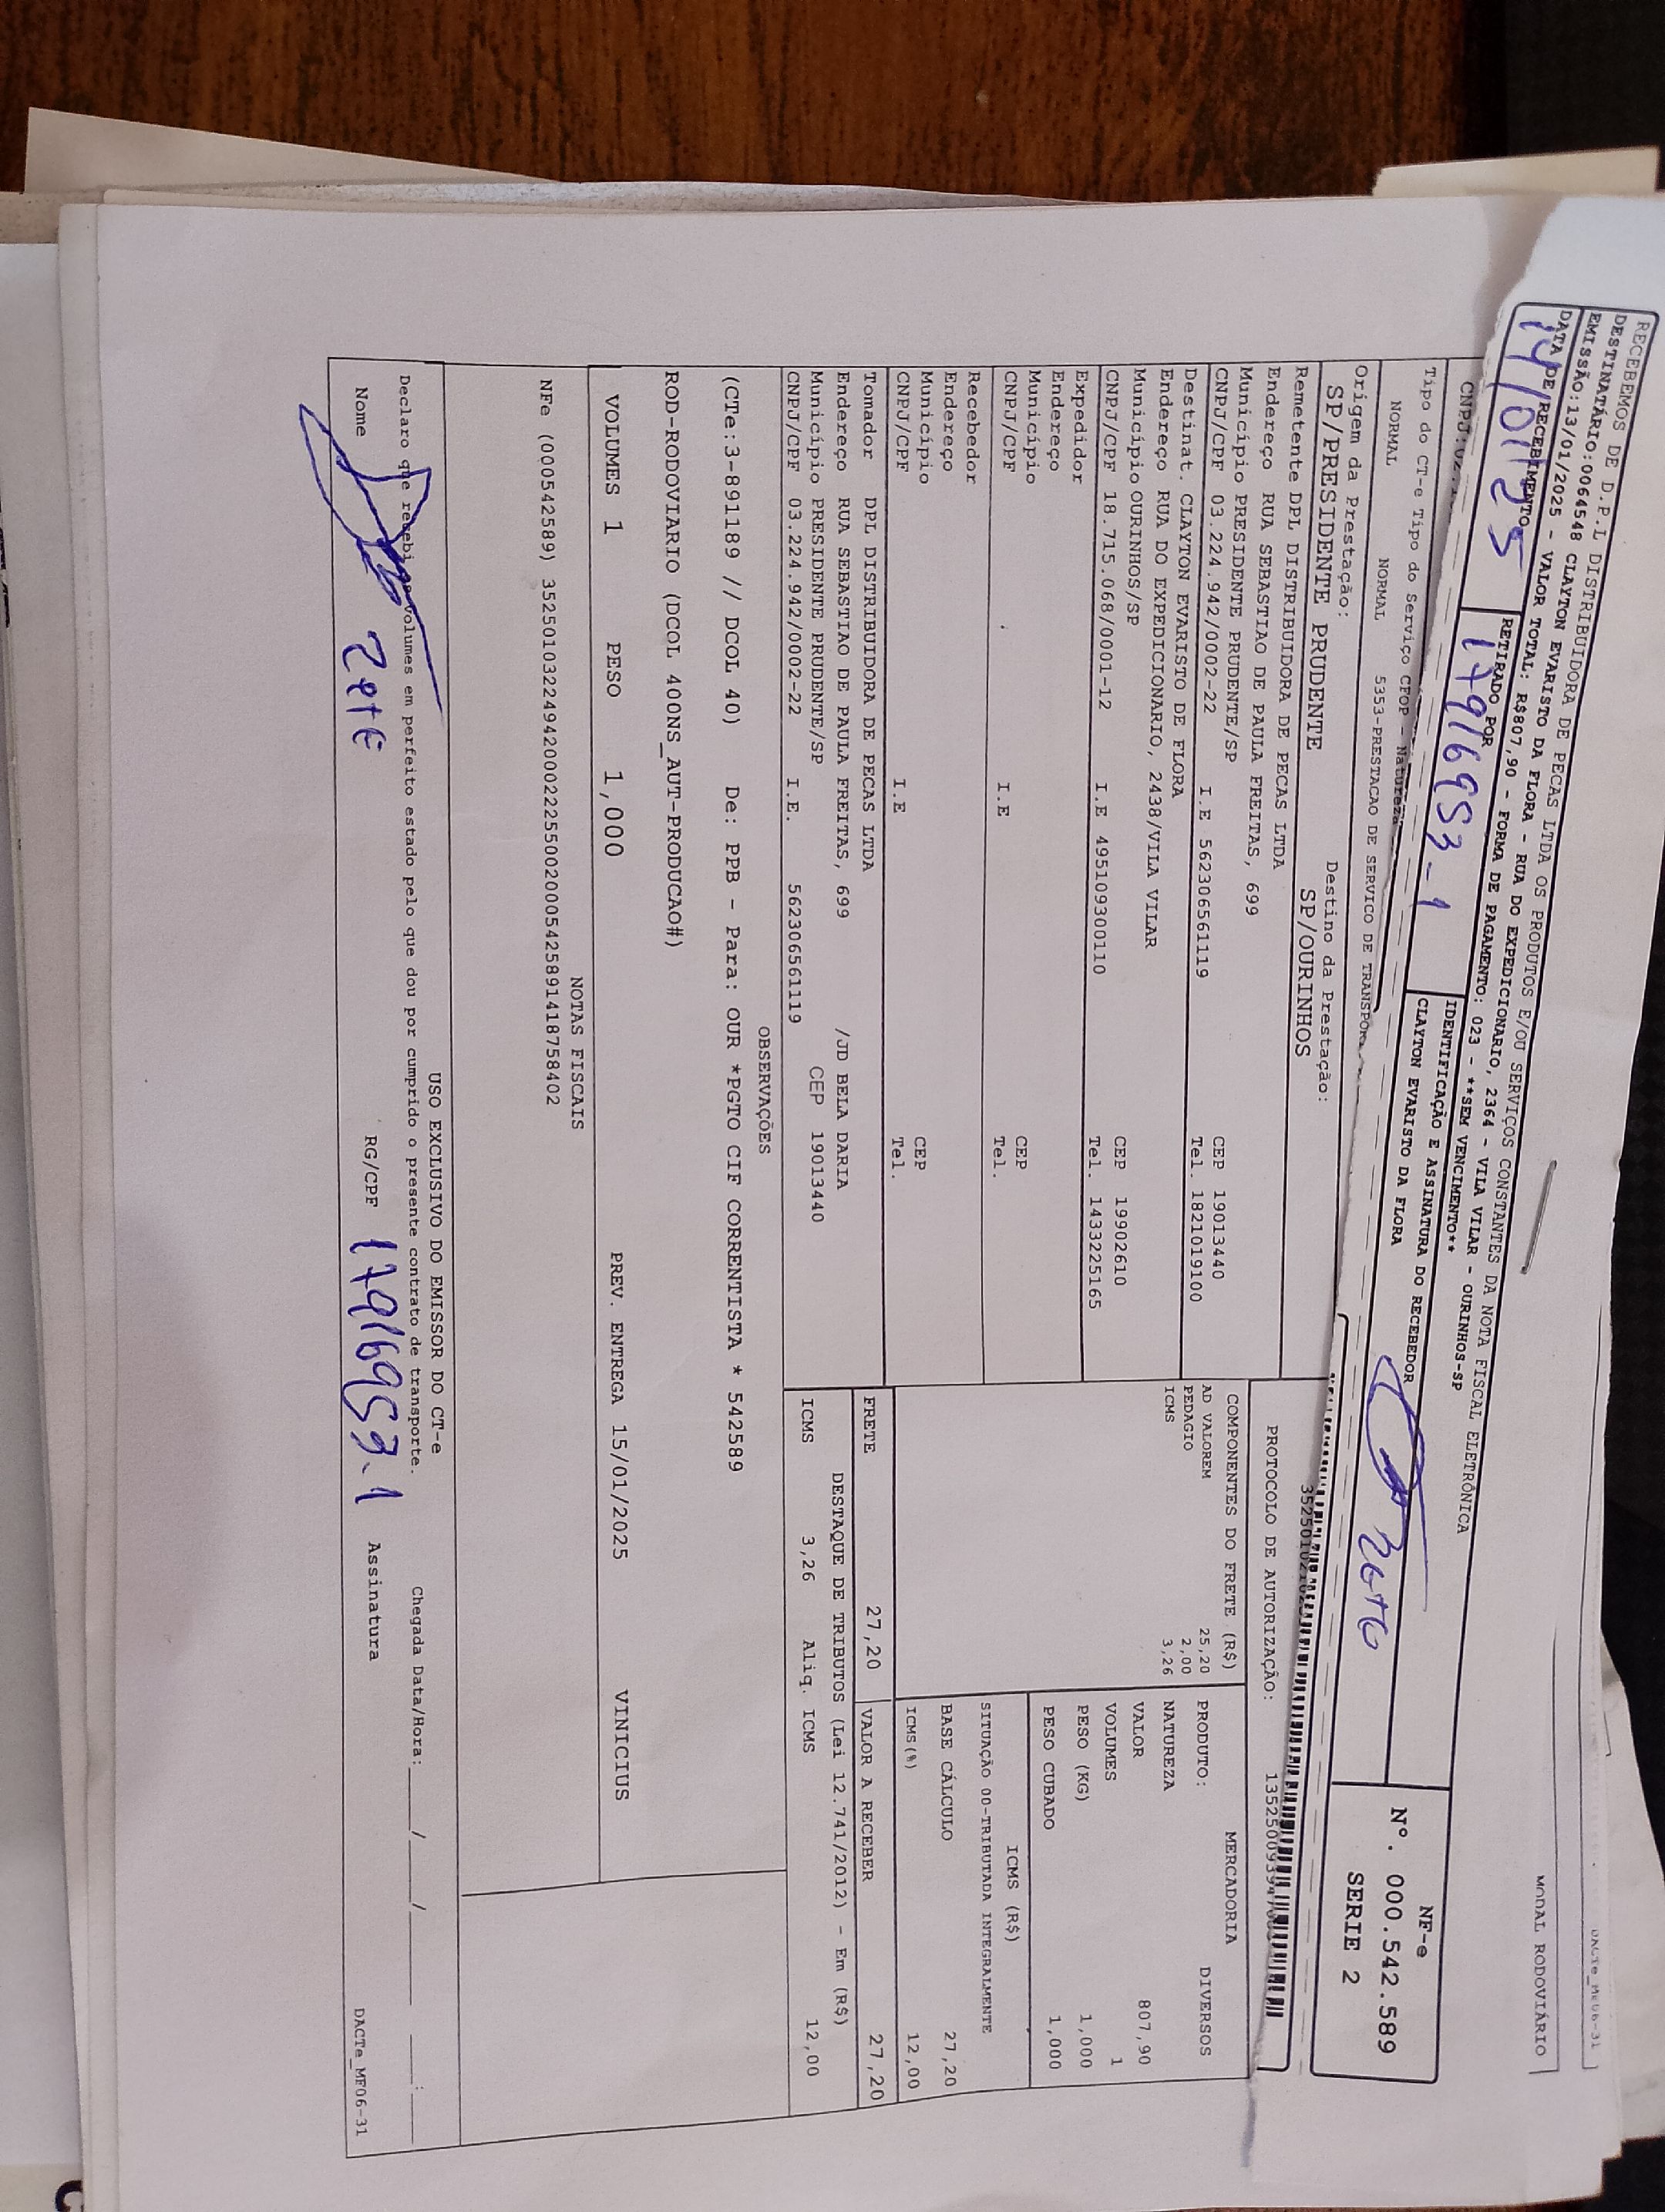 RECEBEMOS DE D.P.L DISTRIBUIDORA DE PECAS LTDA OS PRODUTOS E/OU SERVIÇOS CONSTANTES DA NOTA FISCAL ELETRÔNICA
DESTINATÁRIO:0064548 CLAYTON EVARISTO DA FLORA - RUA DO EXPEDICIONARIO, 2364 - VILA VILAR - OURINHOS-SP
EMISSÃO:13/01/2025 - VALOR TOTAL: R$807,90 - FORMA DE PAGAMENTO: 023 - **SEM VENCIMENTO**
DATA DE RECEBIMENTO
14/01/25
RETIRADO POR
17916953-1
IDENTIFICAÇÃO E ASSINATURA DO RECEBEDOR
CLAYTON EVARISTO DA FLORA
NF-e
Nº. 000.542.589
SERIE 2
DACTe_MF06-31
MODAL RODOVIÁRIO
CNPJ:
Tipo do CT-e Tipo do Serviço CFOP - Natureza
NORMAL NORMAL 5353-PRESTACAO DE SERVICO DE
Origem da Prestação: Destino da Prestação:
SP/PRESIDENTE PRUDENTE SP/OURINHOS
PROTOCOLO DE AUTORIZAÇÃO:
Remetente DPL DISTRIBUIDORA DE PECAS LTDA
Endereço RUA SEBASTIAO DE PAULA FREITAS, 699
Município PRESIDENTE PRUDENTE/SP CEP 19013440
CNPJ/CPF 03.224.942/0002-22 I.E 562306561119 Tel. 1821019100
Destinat. CLAYTON EVARISTO DE FLORA
Endereço RUA DO EXPEDICIONARIO, 2438/VILA VILAR
Município OURINHOS/SP CEP 19902610
CNPJ/CPF 18.715.068/0001-12 I.E 495109300110 Tel. 1433225165
Expedidor
Endereço
Município CEP
CNPJ/CPF I.E Tel.
Recebedor
Endereço
Município CEP
CNPJ/CPF I.E Tel.
Tomador DPL DISTRIBUIDORA DE PECAS LTDA
Endereço RUA SEBASTIAO DE PAULA FREITAS, 699 /JD BELA DARIA
Município PRESIDENTE PRUDENTE/SP CEP 19013440
CNPJ/CPF 03.224.942/0002-22 I.E. 562306561119
COMPONENTES DO FRETE (R$)
AD VALOREM 25,20
PEDAGIO 2,00
ICMS 3,26
MERCADORIA
PRODUTO: DIVERSOS
NATUREZA
VALOR 807,90
VOLUMES 1
PESO (KG) 1,000
PESO CUBADO 1,000
ICMS (R$)
SITUAÇÃO 00-TRIBUTADA INTEGRALMENTE
BASE CÁLCULO 27,20
ICMS(%) 12,00
FRETE 27,20 VALOR A RECEBER 27,20
DESTAQUE DE TRIBUTOS (Lei 12.741/2012) - Em (R$)
ICMS 3,26 Aliq. ICMS 12,00
OBSERVAÇÕES
(CTe:3-891189 // DCOL 40) De: PPB - Para: OUR *PGTO CIF CORRENTISTA * 542589
ROD-RODOVIARIO (DCOL 400NS_AUT-PRODUCAO#)
VOLUMES 1 PESO 1,000 PREV. ENTREGA 15/01/2025 VINICIUS
NOTAS FISCAIS
NFe (000542589) 35250103224942000222550020005425891418758402
USO EXCLUSIVO DO EMISSOR DO CT-e
Declaro que recebi volumes em perfeito estado pelo que dou por cumprido o presente contrato de transporte. Chegada Data/Hora: ____/____/____ ____:____
Nome RG/CPF 17916953.1 Assinatura
DACTe_MF06-31